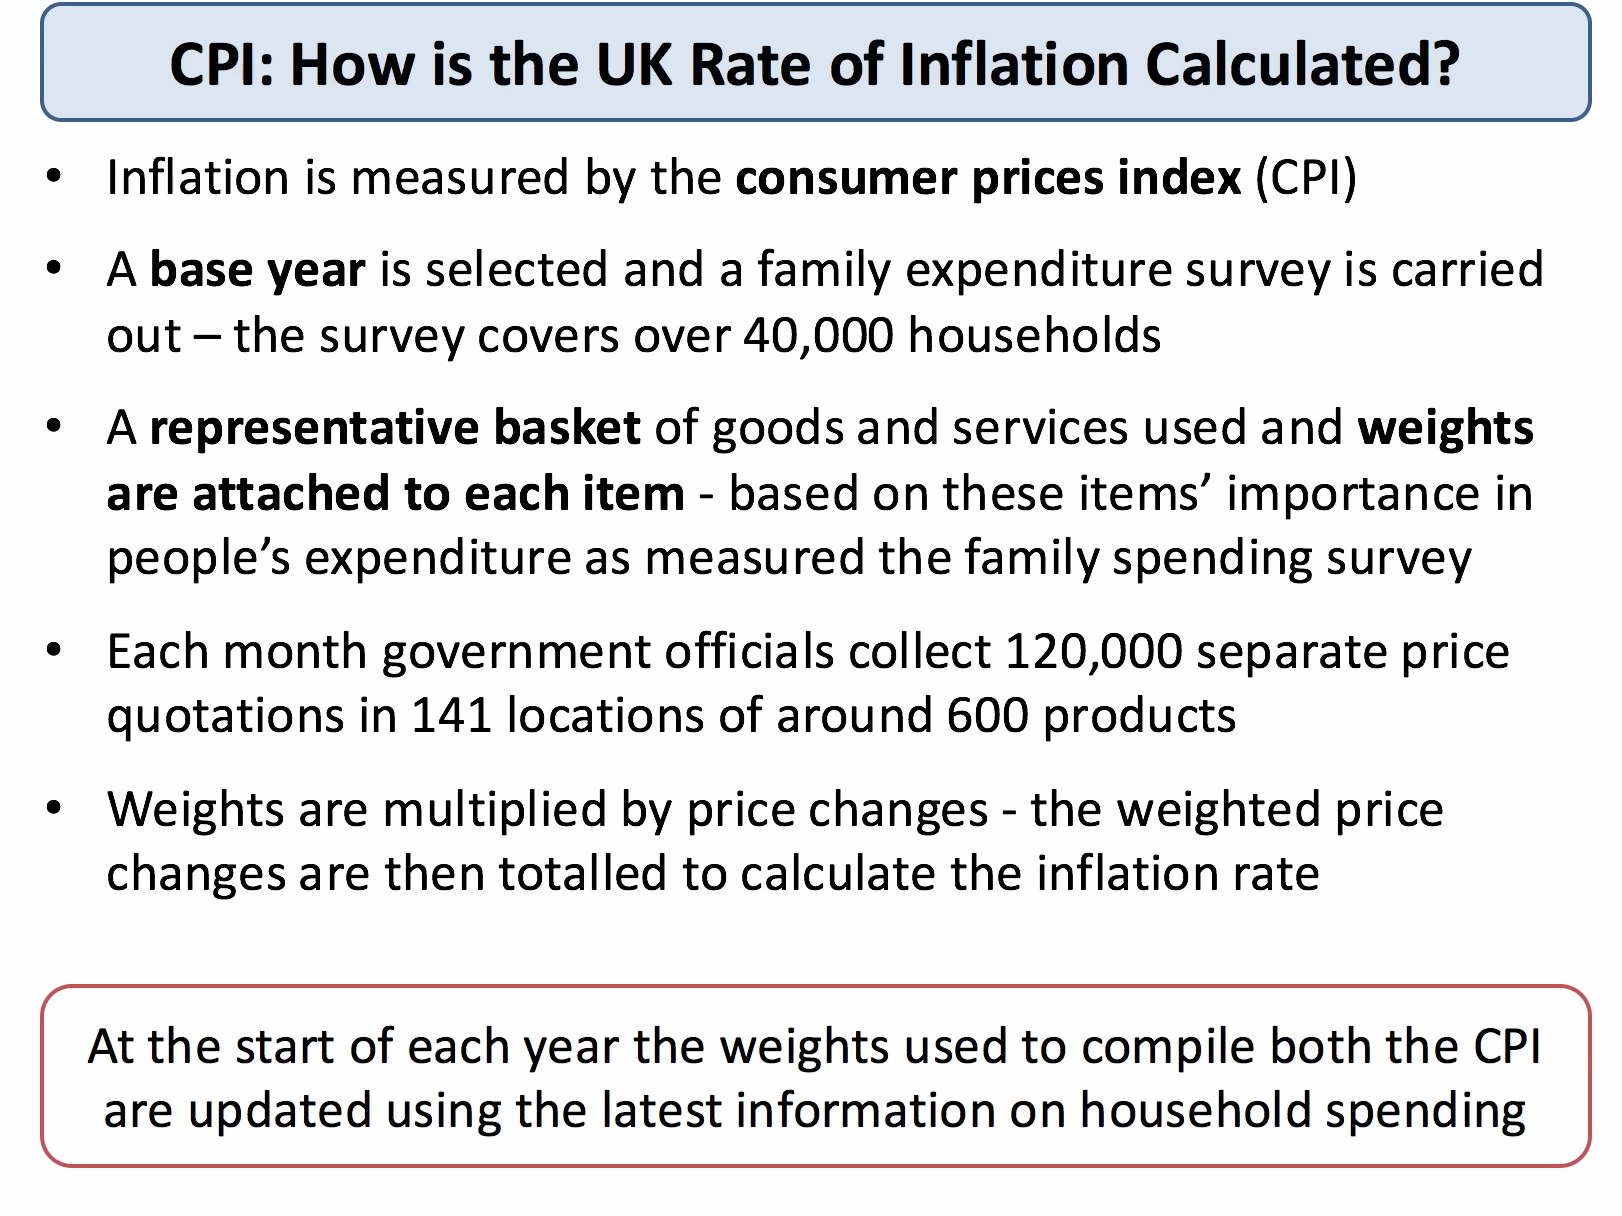 CPI: How is the UK Rate of Inflation Calculated?
• Inflation is measured by the consumer prices index (CPI)
• A base year is selected and a family expenditure survey is carried
out – the survey covers over 40,000 households
• A representative basket of goods and services used and weights
are attached to each item - based on these items’ importance in
people’s expenditure as measured the family spending survey
• Each month government officials collect 120,000 separate price
quotations in 141 locations of around 600 products
• Weights are multiplied by price changes - the weighted price
changes are then totalled to calculate the inflation rate
At the start of each year the weights used to compile both the CPI
are updated using the latest information on household spending